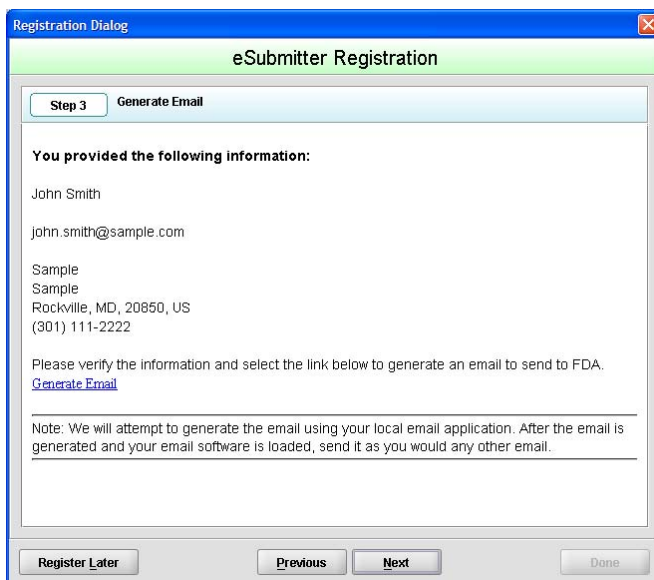 Registration Dialog
eSubmitter Registration
Step 3 Generate Email
You provided the following information:
John Smith
john.smith@sample.com
Sample
Sample
Rockville, MD, 20850, US
(301) 111-2222
Please verify the information and select the link below to generate an email to send to FDA.
Generate Email
Note: We will attempt to generate the email using your local email application. After the email is
generated and your email software is loaded, send it as you would any other email.
Register Later Previous Next Done